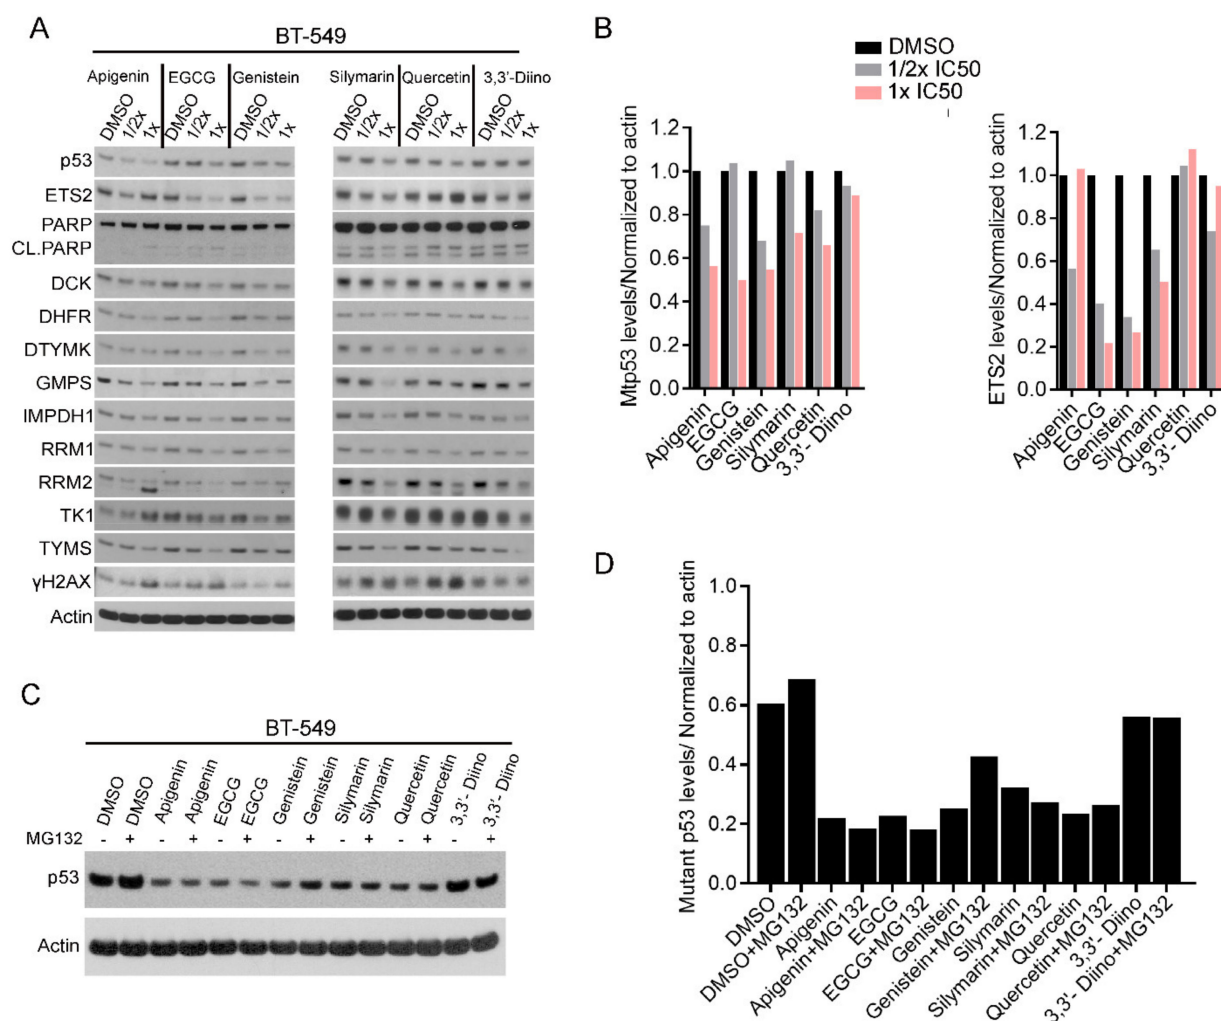 A
BT-549
Apigenin EGCG Genistein Silymarin Quercetin 3,3'-Diino
DMSO 1/2x 1x DMSO 1/2x 1x DMSO 1/2x 1x DMSO 1/2x 1x DMSO 1/2x 1x DMSO 1/2x 1x
p53
ETS2
PARP
CL.PARP
DCK
DHFR
DTYMK
GMPS
IMPDH1
RRM1
RRM2
TK1
TYMS
γH2AX
Actin
B
DMSO
1/2x IC50
1x IC50
Mtp53 levels/Normalized to actin
1.2
1.0
0.8
0.6
0.4
0.2
0.0
Apigenin
EGCG
Genistein
Silymarin
Quercetin
3,3'- Diino
ETS2 levels/Normalized to actin
1.2
1.0
0.8
0.6
0.4
0.2
0.0
Apigenin
EGCG
Genistein
Silymarin
Quercetin
3,3'- Diino
C
BT-549
DMSO DMSO Apigenin Apigenin EGCG EGCG Genistein Genistein Silymarin Silymarin Quercetin Quercetin 3,3'- Diino 3,3'- Diino
MG132 - + - + - + - + - + - + - +
p53
Actin
D
Mutant p53 levels/ Normalized to actin
1.0
0.8
0.6
0.4
0.2
0.0
DMSO
DMSO+MG132
Apigenin
Apigenin+MG132
EGCG
EGCG+MG132
Genistein
Genistein+MG132
Silymarin
Silymarin+MG132
Quercetin
Quercetin+MG132
3,3'- Diino
3,3'- Diino+MG132